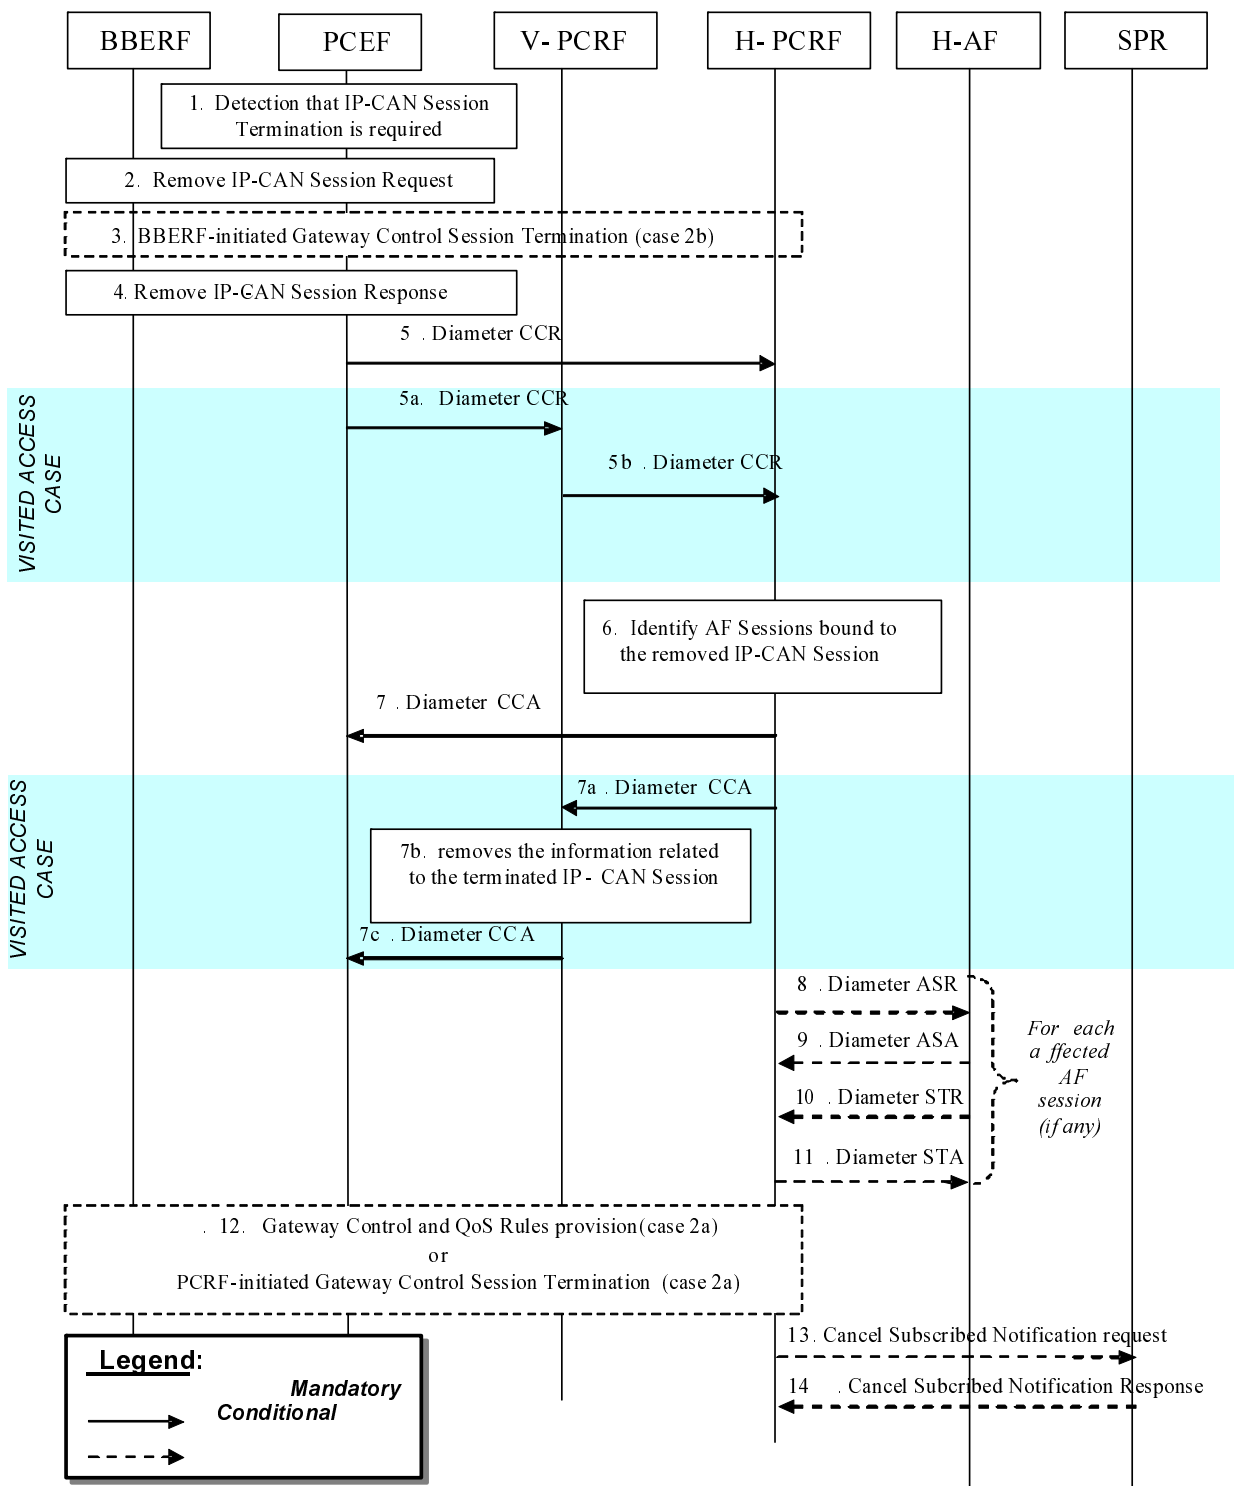 BBERF
PCEF
V- PCRF
H- PCRF
H-AF
SPR
1. Detection that IP-CAN Session
Termination is required
2. Remove IP-CAN Session Request
3. BBERF-initiated Gateway Control Session Termination (case 2b)
4. Remove IP-CAN Session Response
5 . Diameter CCR
VISITED ACCESS
CASE
5a. Diameter CCR
5b . Diameter CCR
6. Identify AF Sessions bound to
the removed IP-CAN Session
7 . Diameter CCA
VISITED ACCESS
CASE
7a . Diameter CCA
7b. removes the information related
to the terminated IP - CAN Session
7c . Diameter CCA
8 . Diameter ASR
9 . Diameter ASA
10 . Diameter STR
11 . Diameter STA
For each
a ffected
AF
session
(if any)
. 12. Gateway Control and QoS Rules provision(case 2a)
or
PCRF-initiated Gateway Control Session Termination (case 2a)
13. Cancel Subscribed Notification request
14 . Cancel Subcribed Notification Response
Legend:
Mandatory
Conditional